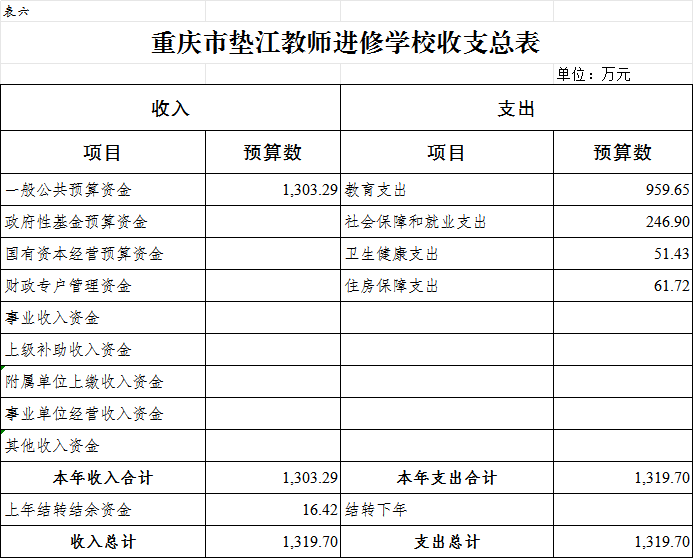 表六
重庆市垫江教师进修学校收支总表
单位：万元
收入 支出
项目 预算数 项目 预算数
一般公共预算资金 1,303.29 教育支出 959.65
政府性基金预算资金 社会保障和就业支出 246.90
国有资本经营预算资金 卫生健康支出 51.43
财政专户管理资金 住房保障支出 61.72
事业收入资金
上级补助收入资金
附属单位上缴收入资金
事业单位经营收入资金
其他收入资金
本年收入合计 1,303.29 本年支出合计 1,319.70
上年结转结余资金 16.42 结转下年
收入总计 1,319.70 支出总计 1,319.70